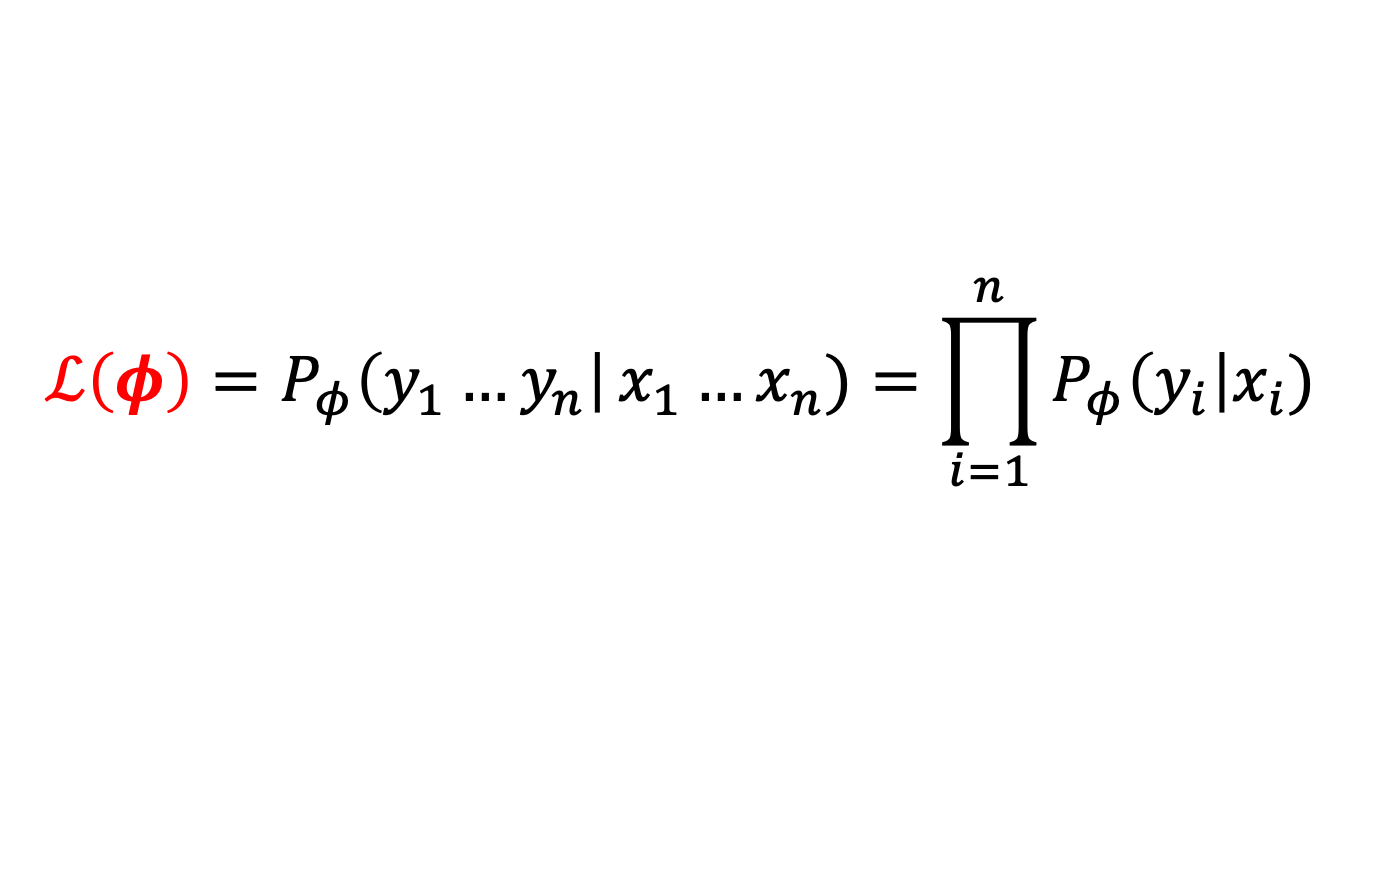 ℒ(ϕ) = P_ϕ(y_1 … y_n | x_1 … x_n) = ∏_{i=1}^{n} P_ϕ(y_i|x_i)